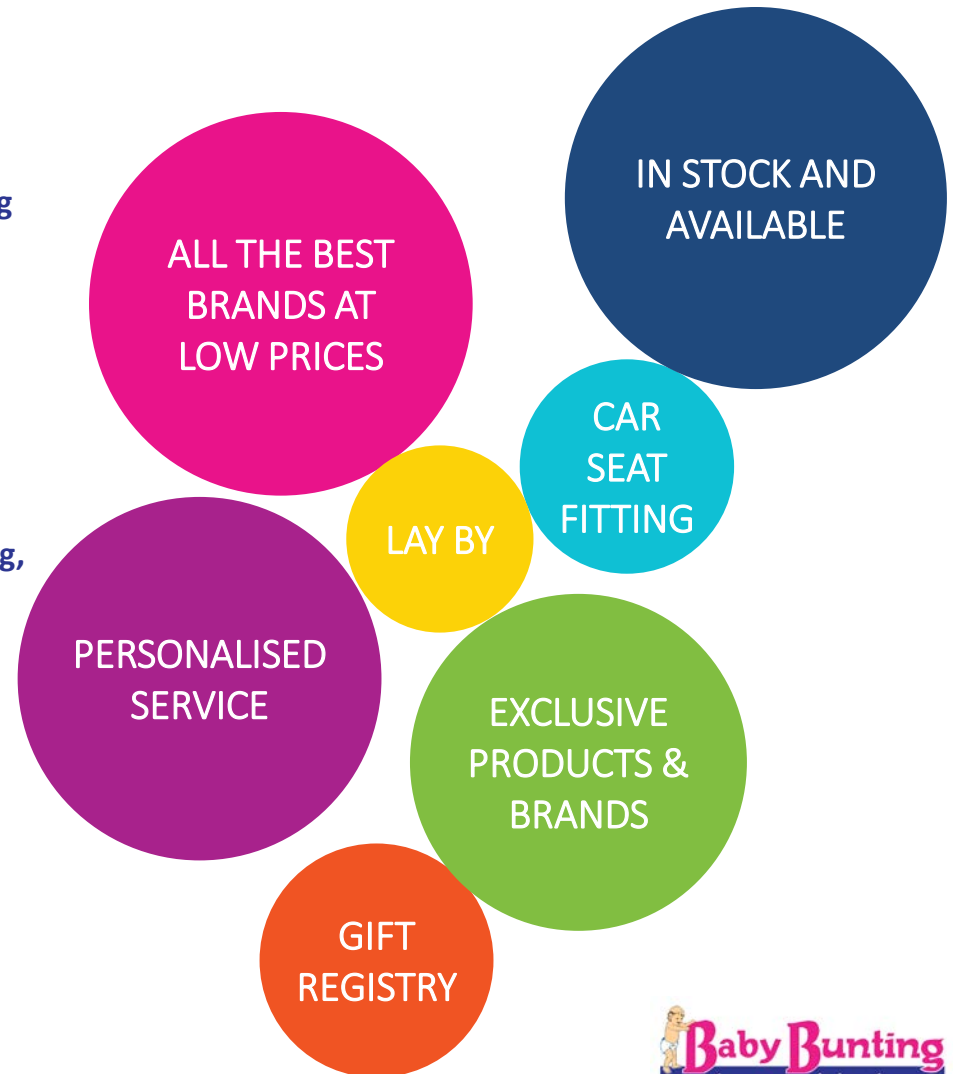 IN STOCK AND
AVAILABLE
g
ALL THE BEST
BRANDS AT
LOW PRICES
CAR
SEAT
FITTING
LAY BY
g,
PERSONALISED
SERVICE
EXCLUSIVE
PRODUCTS &
BRANDS
GIFT
REGISTRY
Baby Bunting